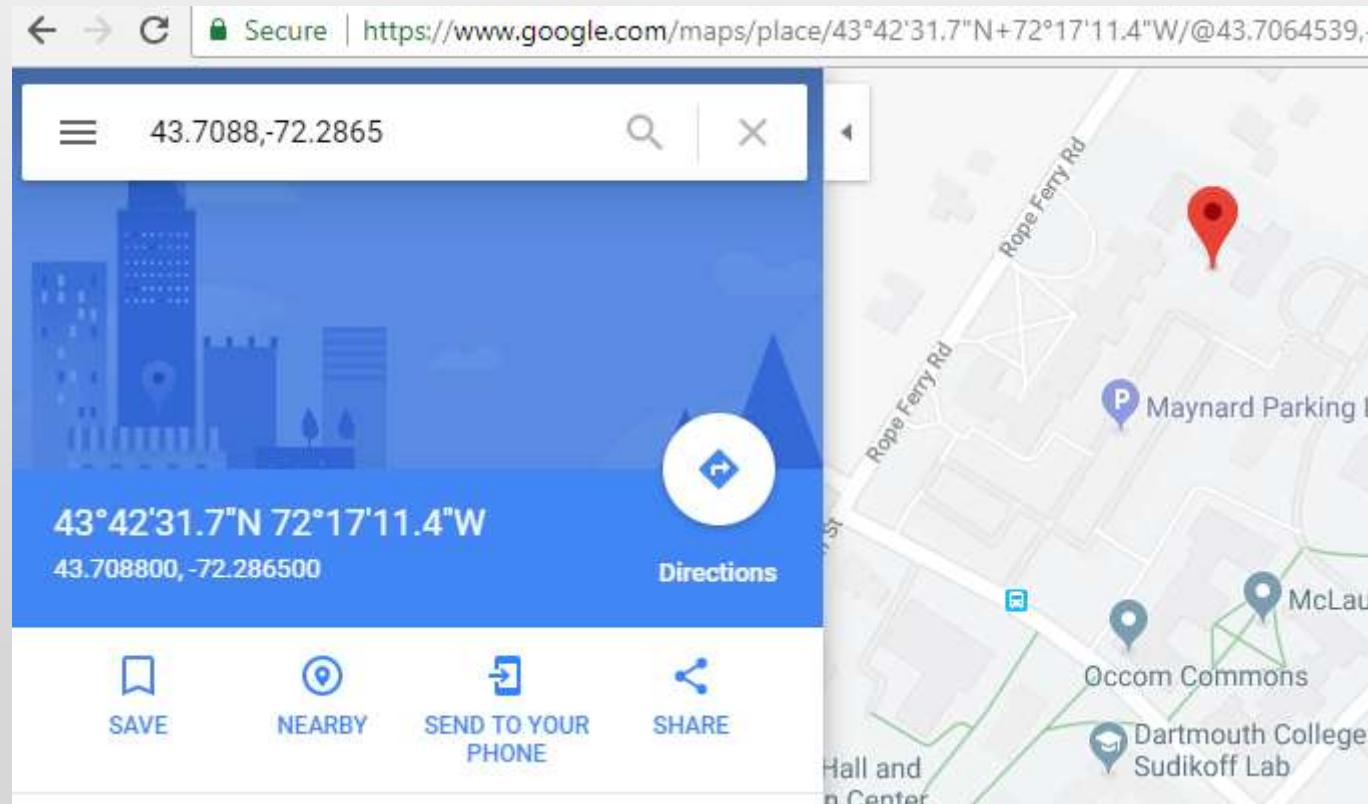 Secure | https://www.google.com/maps/place/43°42'31.7"N+72°17'11.4"W/@43.7064539,-
43.7088,-72.2865
43°42'31.7"N 72°17'11.4"W
43.708800, -72.286500
Directions
SAVE
NEARBY
SEND TO YOUR
PHONE
SHARE
Rope Ferry Rd
Rope Ferry Rd
P
Maynard Parking
St
McLau
Occom Commons
Dartmouth College
Sudikoff Lab
Hall and
n Center